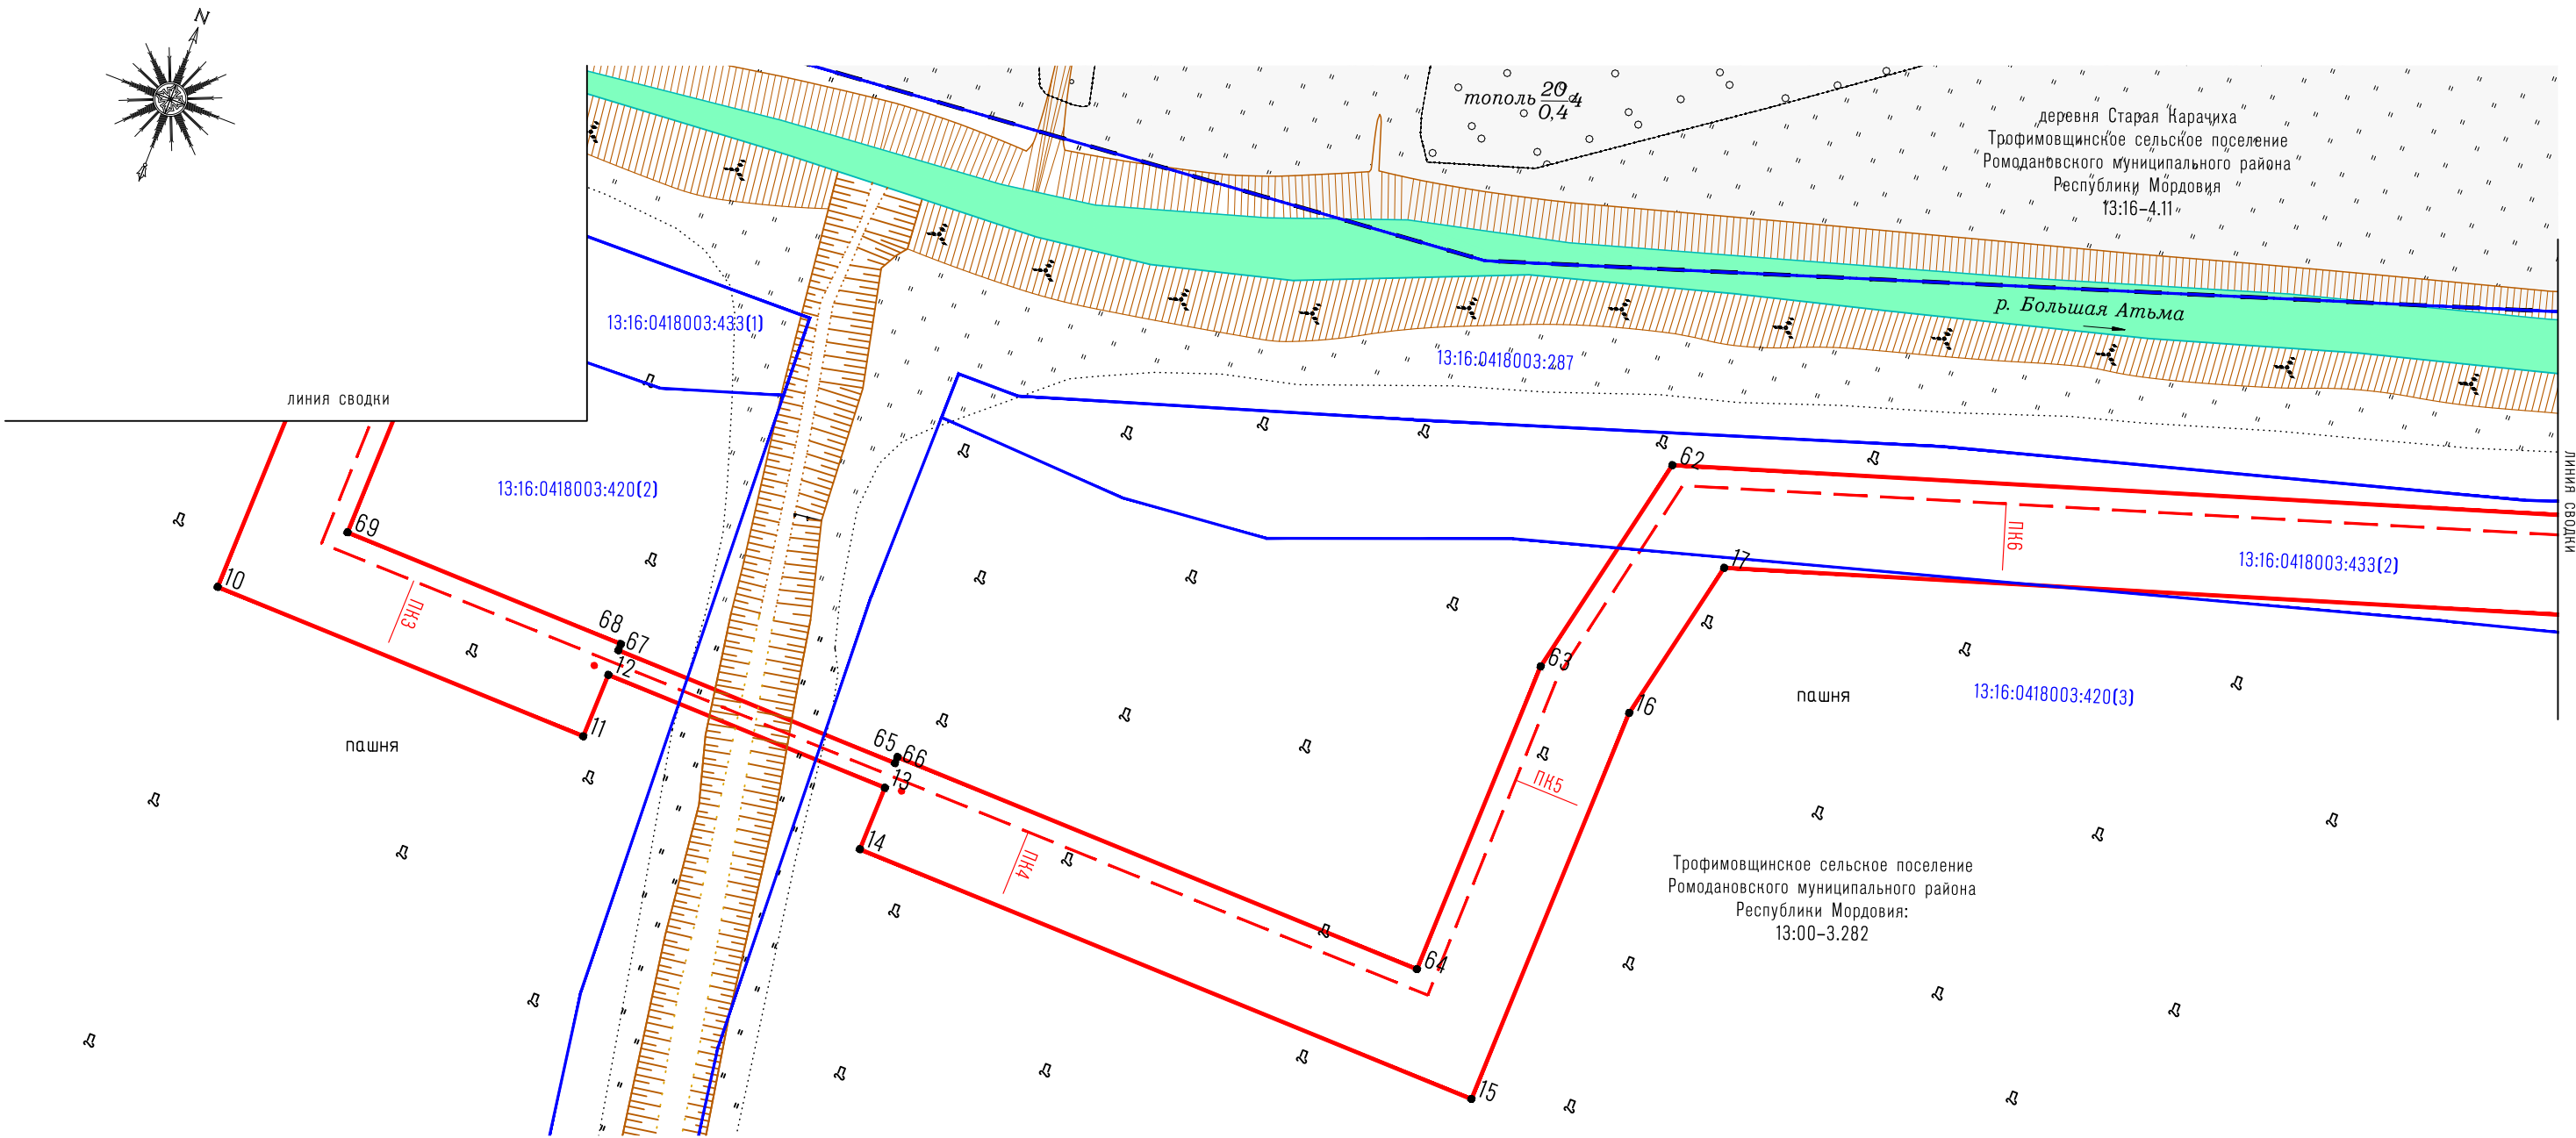 N
тополь 20/0,4 4
деревня Старая Карачиха
Трофимовщинское сельское поселение
Ромодановского муниципального района
Республики Мордовия
13:16-4.11
р. Большая Атьма
13:16:0418003:433(1)
13:16:0418003:287
линия сводки
линия сводки
13:16:0418003:420(2)
62
69
ПК6
13:16:0418003:433(2)
17
10
ПК3
68
67
12
63
16
пашня
13:16:0418003:420(3)
11
пашня
65
66
13
ПК5
14
ПК4
Трофимовщинское сельское поселение
Ромодановского муниципального района
Республики Мордовия:
13:00-3.282
64
15